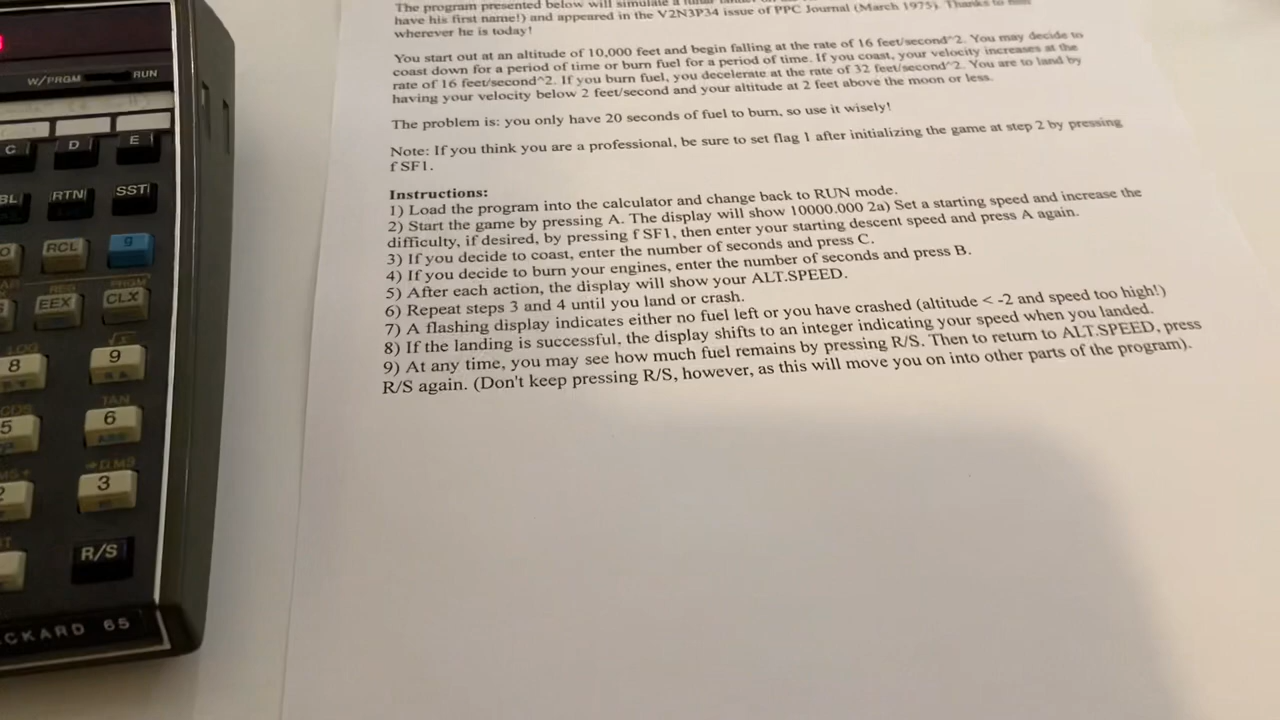 The program presented below will simulate a lunar
have his first name!) and appeared in the V2N3P34 issue of PPC Journal (March 1975). Thanks to him
wherever he is today!
You start out at an altitude of 10,000 feet and begin falling at the rate of 16 feet/second^2. You may decide to
coast down for a period of time or burn fuel for a period of time. If you coast, your velocity increases at the
rate of 16 feet/second^2. If you burn fuel, you decelerate at the rate of 32 feet/second^2. You are to land by
having your velocity below 2 feet/second and your altitude at 2 feet above the moon or less.
The problem is: you only have 20 seconds of fuel to burn, so use it wisely!
Note: If you think you are a professional, be sure to set flag 1 after initializing the game at step 2 by pressing
f SF1.
Instructions:
1) Load the program into the calculator and change back to RUN mode.
2) Start the game by pressing A. The display will show 10000.000 2a) Set a starting speed and increase the
difficulty, if desired, by pressing f SF1, then enter your starting descent speed and press A again.
3) If you decide to coast, enter the number of seconds and press C.
4) If you decide to burn your engines, enter the number of seconds and press B.
5) After each action, the display will show your ALT.SPEED.
6) Repeat steps 3 and 4 until you land or crash.
7) A flashing display indicates either no fuel left or you have crashed (altitude < -2 and speed too high!)
8) If the landing is successful, the display shifts to an integer indicating your speed when you landed.
9) At any time, you may see how much fuel remains by pressing R/S. Then to return to ALT.SPEED, press
R/S again. (Don't keep pressing R/S, however, as this will move you on into other parts of the program).
W/PRGM RUN
C D E
BL RTN SST
O RCL g
REG PRGM
EEX CLX
LOG √x
8 9
COS TAN
5 6
→D.MS
2 3
R/S
CKARD 65